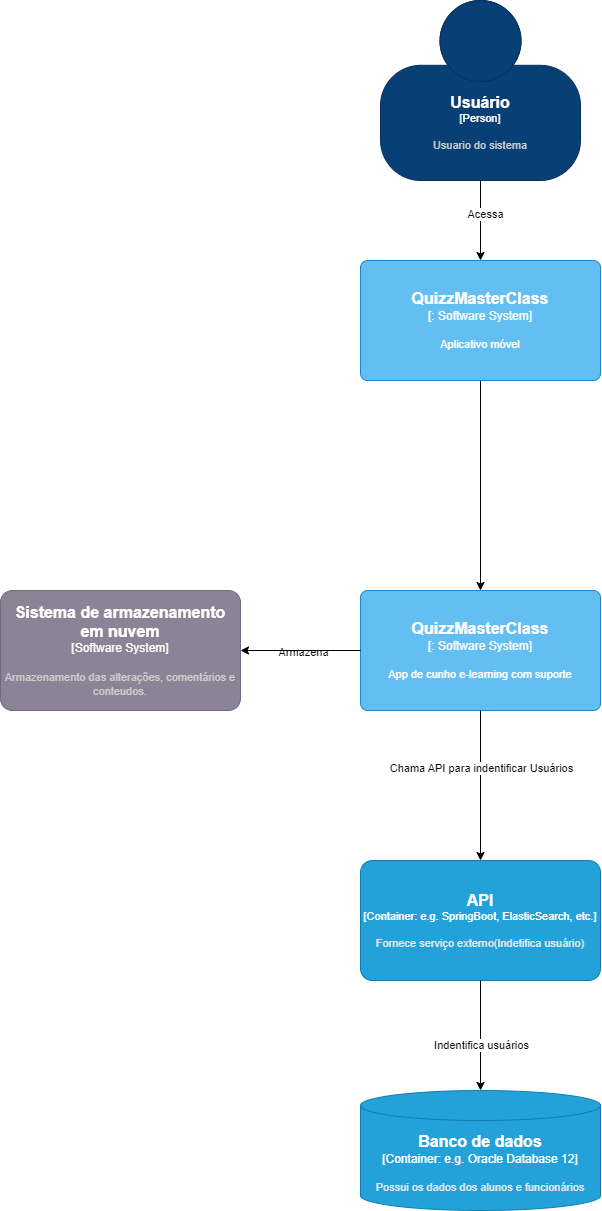 Usuário
[Person]
Usuario do sistema
Acessa
QuizzMasterClass
[: Software System]
Aplicativo móvel
Sistema de armazenamento
em nuvem
[Software System]
Armazenamento das alterações, comentários e
conteudos.
Armazena
QuizzMasterClass
[: Software System]
App de cunho e-learning com suporte
Chama API para indentificar Usuários
API
[Container: e.g. SpringBoot, ElasticSearch, etc.]
Fornece serviço externo(Indetifica usuário)
Indentifica usuários
Banco de dados
[Container: e.g. Oracle Database 12]
Possui os dados dos alunos e funcionários